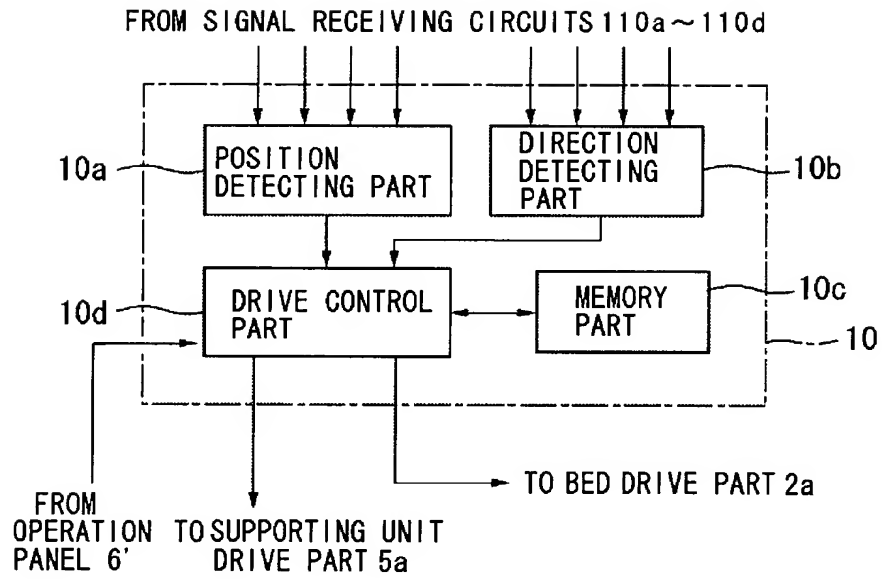 FROM SIGNAL RECEIVING CIRCUITS 110a～110d
10a
POSITION
DETECTING PART
DIRECTION
DETECTING
PART
10b
10d
DRIVE CONTROL
PART
MEMORY
PART
10c
10
TO BED DRIVE PART 2a
FROM
OPERATION
PANEL 6'
TO SUPPORTING UNIT
DRIVE PART 5a